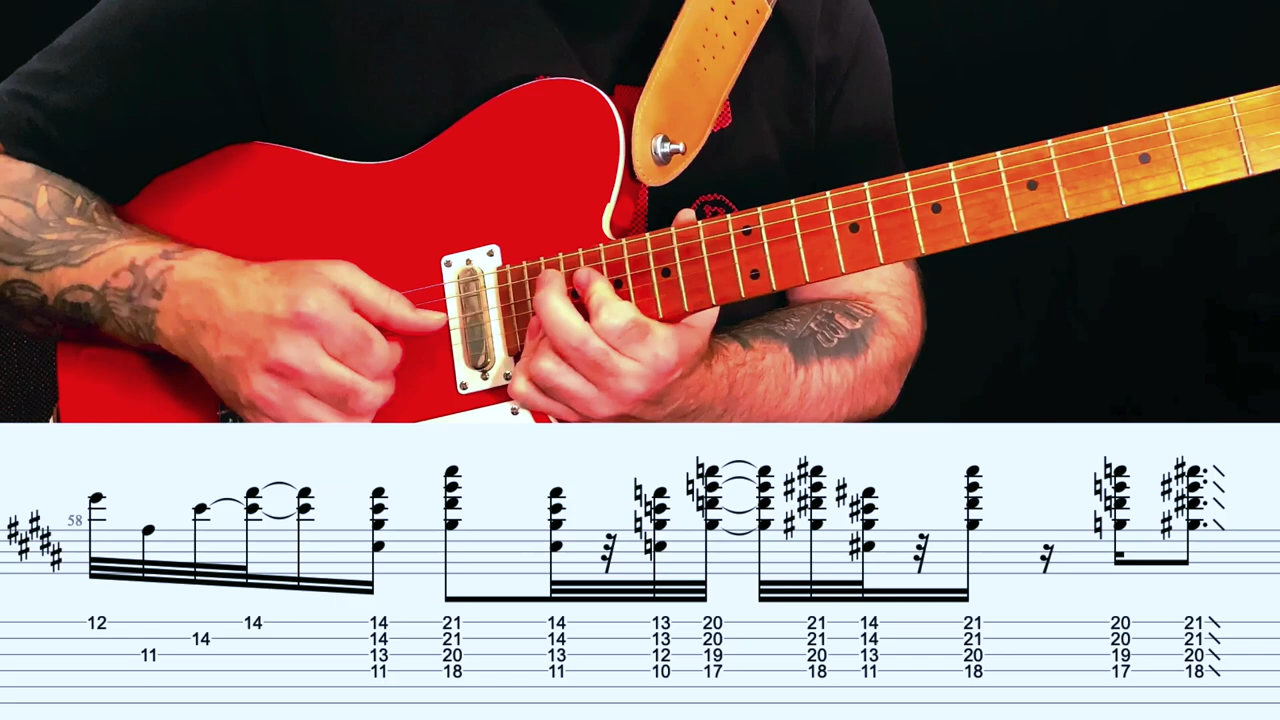 58
12 14 14 21 14 13 20 21 14 21 20 21
14 14 21 14 13 20 21 14 21 20 21
11 13 20 13 12 19 20 13 20 19 20
11 18 11 10 17 18 11 18 17 18